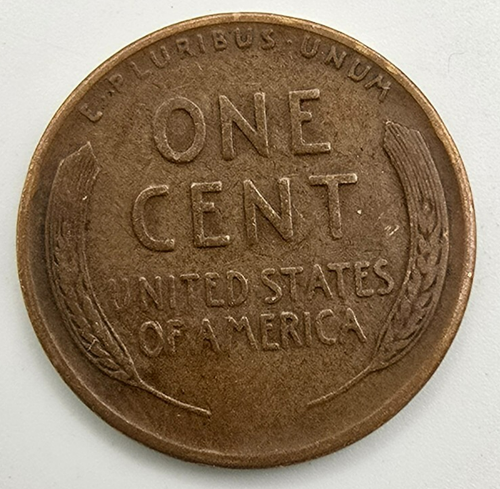 E·PLURIBUS·UNUM
ONE
CENT
UNITED STATES
OF AMERICA